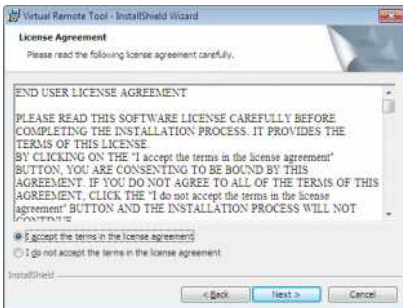 Virtual Remote Tool - InstallShield Wizard
License Agreement
Please read the following license agreement carefully.
END USER LICENSE AGREEMENT
PLEASE READ THIS SOFTWARE LICENSE CAREFULLY BEFORE
COMPLETING THE INSTALLATION PROCESS. IT PROVIDES THE
TERMS OF THIS LICENSE.
BY CLICKING ON THE "I accept the terms in the license agreement"
BUTTON, YOU ARE CONSENTING TO BE BOUND BY THIS
AGREEMENT. IF YOU DO NOT AGREE TO ALL OF THE TERMS OF THIS
AGREEMENT, CLICK THE "I do not accept the terms in the license
agreement" BUTTON AND THE INSTALLATION PROCESS WILL NOT
CONTINUE.
I accept the terms in the license agreement
I do not accept the terms in the license agreement
InstallShield
< Back
Next >
Cancel